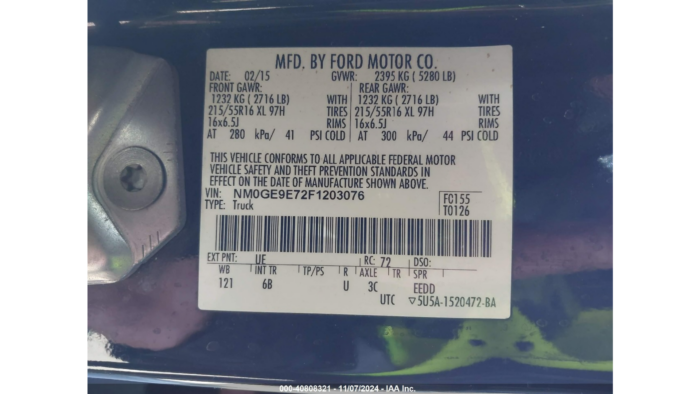 MFD. BY FORD MOTOR CO.
DATE: 02/15 GVWR: 2395 KG ( 5280 LB)
FRONT GAWR: REAR GAWR:
1232 KG ( 2716 LB) WITH 1232 KG ( 2716 LB) WITH
215/55R16 XL 97H TIRES 215/55R16 XL 97H TIRES
16x6.5J RIMS 16x6.5J RIMS
AT 280 kPa/ 41 PSI COLD AT 300 kPa/ 44 PSI COLD
THIS VEHICLE CONFORMS TO ALL APPLICABLE FEDERAL MOTOR
VEHICLE SAFETY AND THEFT PREVENTION STANDARDS IN
EFFECT ON THE DATE OF MANUFACTURE SHOWN ABOVE.
VIN: NM0GE9E72F1203076 FC155
TYPE: Truck T0126
EXT PNT: UE RC: 72 DSO:
WB INT TR TP/PS R AXLE TR SPR
121 6B U 3C EEDD
UTC ▽5U5A-1520472-BA
000-40808321 - 11/07/2024 - IAA Inc.